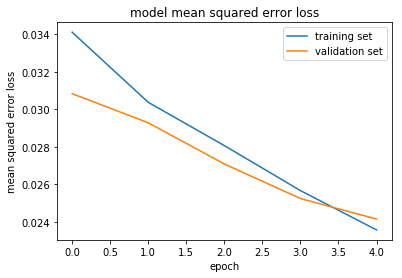 model mean squared error loss
training set
validation set
mean squared error loss
0.034
0.032
0.030
0.028
0.026
0.024
0.0 0.5 1.0 1.5 2.0 2.5 3.0 3.5 4.0
epoch